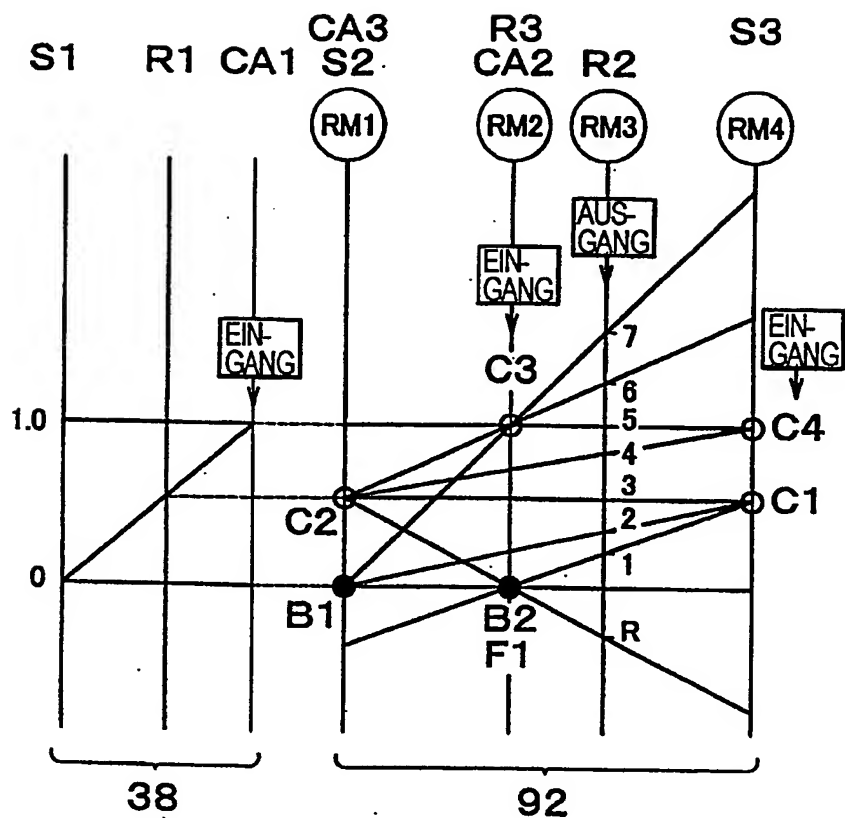 CA3 R3 S3
S1 R1 CA1 S2 CA2 R2
RM1 RM2 RM3 RM4
AUS-
GANG
EIN-
GANG
EIN-
GANG
EIN-
GANG
7
6
C3
1.0
5
C4
4
3
C2
C1
2
0
1
B1
B2
F1
R
38
92